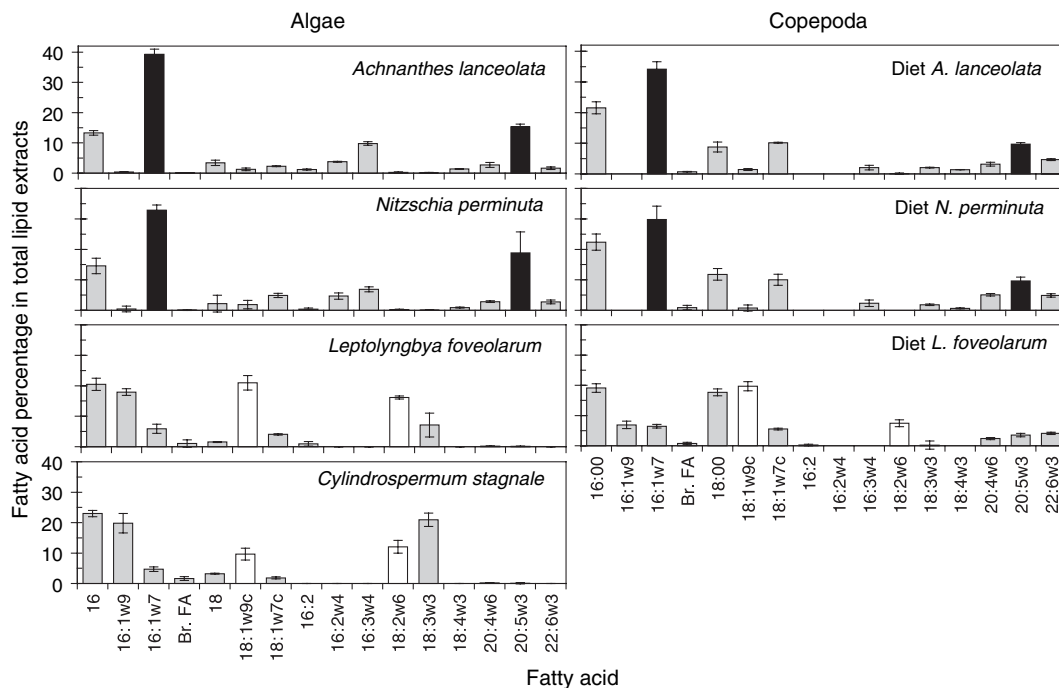 Algae
Copepoda
Fatty acid percentage in total lipid extracts
40
30
20
10
0
Achnanthes lanceolata
Diet A. lanceolata
Nitzschia perminuta
Diet N. perminuta
Leptolyngbya foveolarum
Diet L. foveolarum
16:00
16:1w9
16:1w7
Br. FA
18:00
18:1w9c
18:1w7c
16:2
16:2w4
16:3w4
18:2w6
18:3w3
18:4w3
20:4w6
20:5w3
22:6w3
40
30
20
10
0
Cylindrospermum stagnale
16
16:1w9
16:1w7
Br. FA
18
18:1w9c
18:1w7c
16:2
16:2w4
16:3w4
18:2w6
18:3w3
18:4w3
20:4w6
20:5w3
22:6w3
Fatty acid